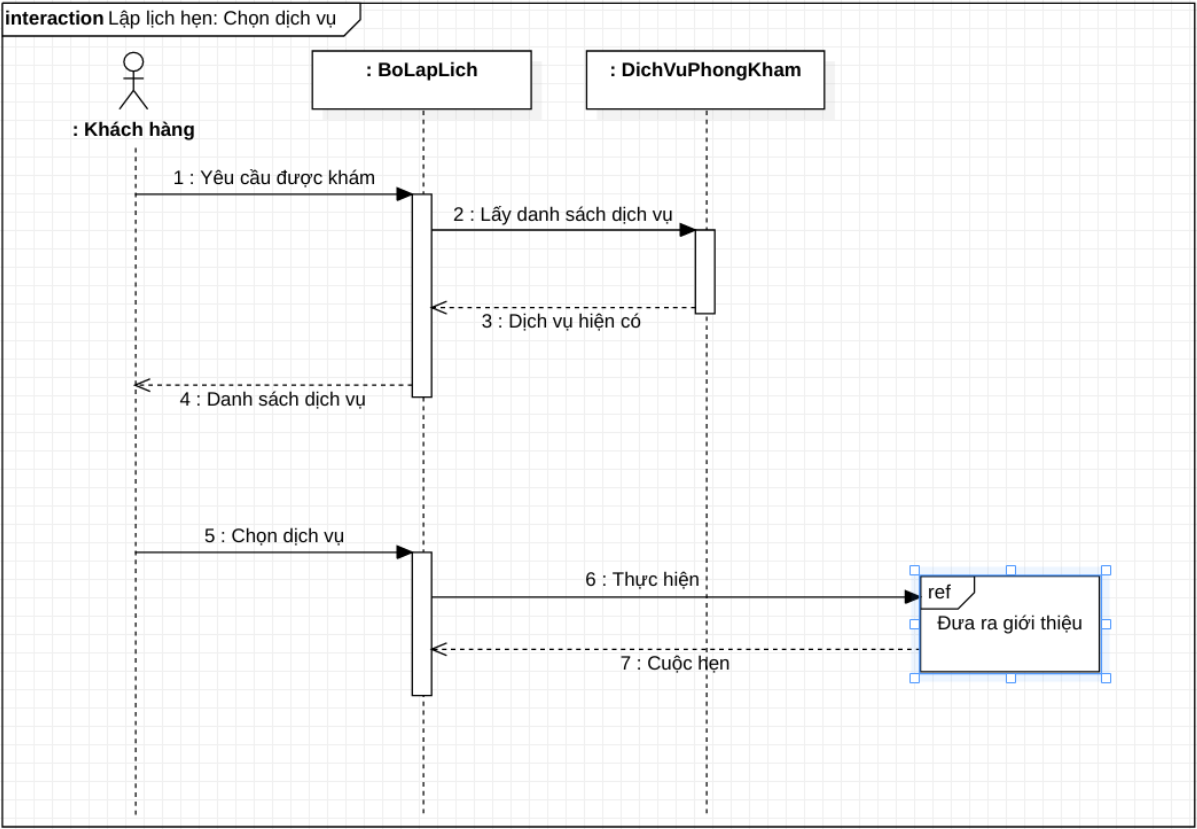 interaction Lập lịch hẹn: Chọn dịch vụ
: BoLapLich
: DichVuPhongKham
: Khách hàng
1 : Yêu cầu được khám
2 : Lấy danh sách dịch vụ
3 : Dịch vụ hiện có
4 : Danh sách dịch vụ
5 : Chọn dịch vụ
6 : Thực hiện
ref
Đưa ra giới thiệu
7 : Cuộc hẹn